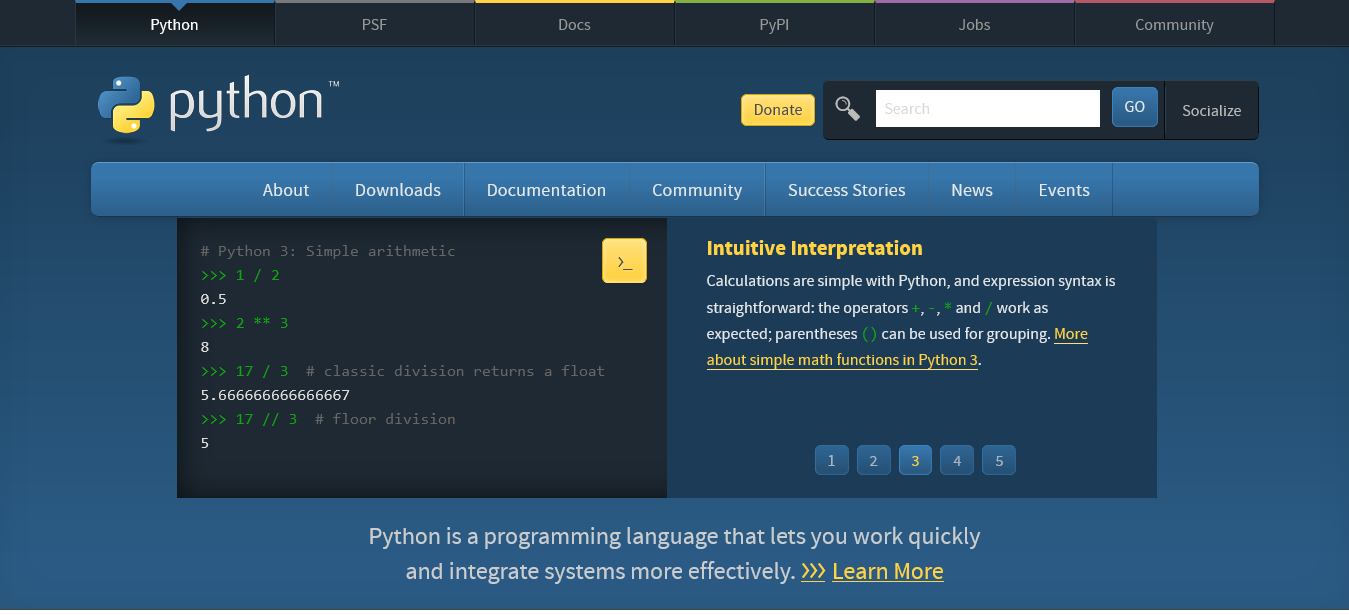 Python PSF Docs PyPI Jobs Community
python™
Donate Search GO Socialize
About Downloads Documentation Community Success Stories News Events
# Python 3: Simple arithmetic
>>> 1 / 2
0.5
>>> 2 ** 3
8
>>> 17 / 3  # classic division returns a float
5.666666666666667
>>> 17 // 3  # floor division
5
>_
Intuitive Interpretation
Calculations are simple with Python, and expression syntax is
straightforward: the operators +, -, * and / work as
expected; parentheses () can be used for grouping. More
about simple math functions in Python 3.
1 2 3 4 5
Python is a programming language that lets you work quickly
and integrate systems more effectively. >>> Learn More